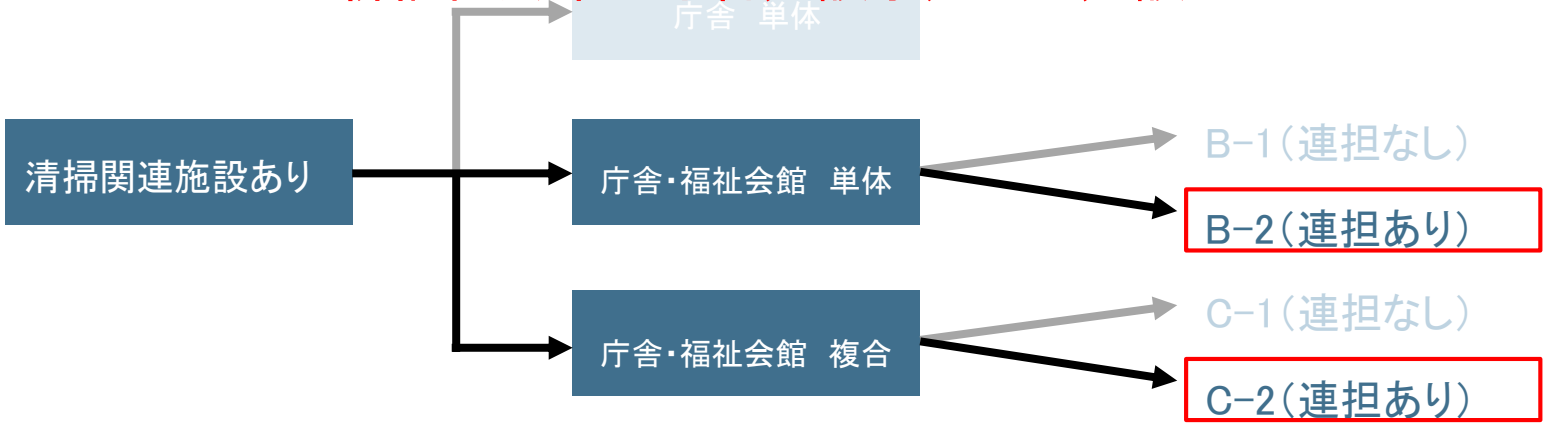 庁舎　単体
清掃関連施設あり
庁舎・福祉会館　単体
B-1（連担なし）
B-2（連担あり）
庁舎・福祉会館　複合
C-1（連担なし）
C-2（連担あり）